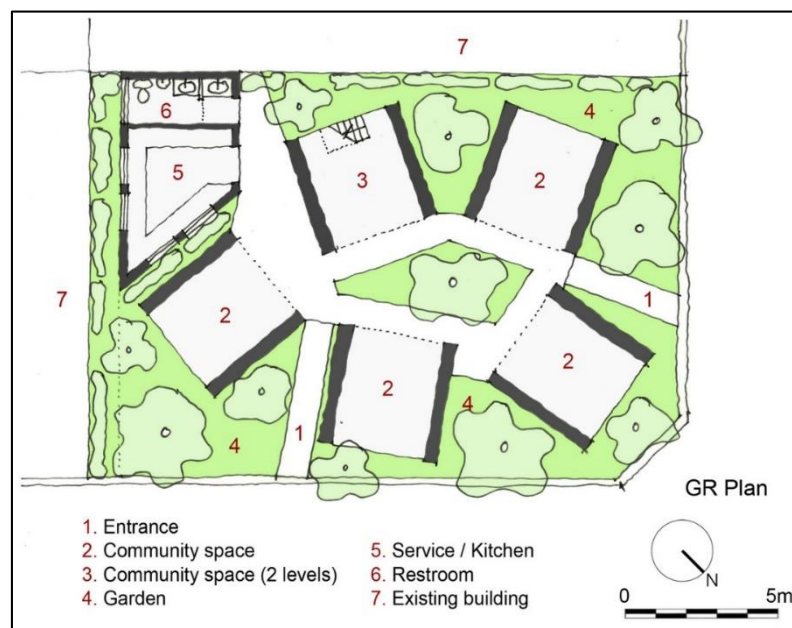 7
6
4
5
3
2
7
2
1
2
2
4
4
1
GR Plan
1. Entrance
2. Community space
3. Community space (2 levels)
4. Garden
5. Service / Kitchen
6. Restroom
7. Existing building
N
0 5m